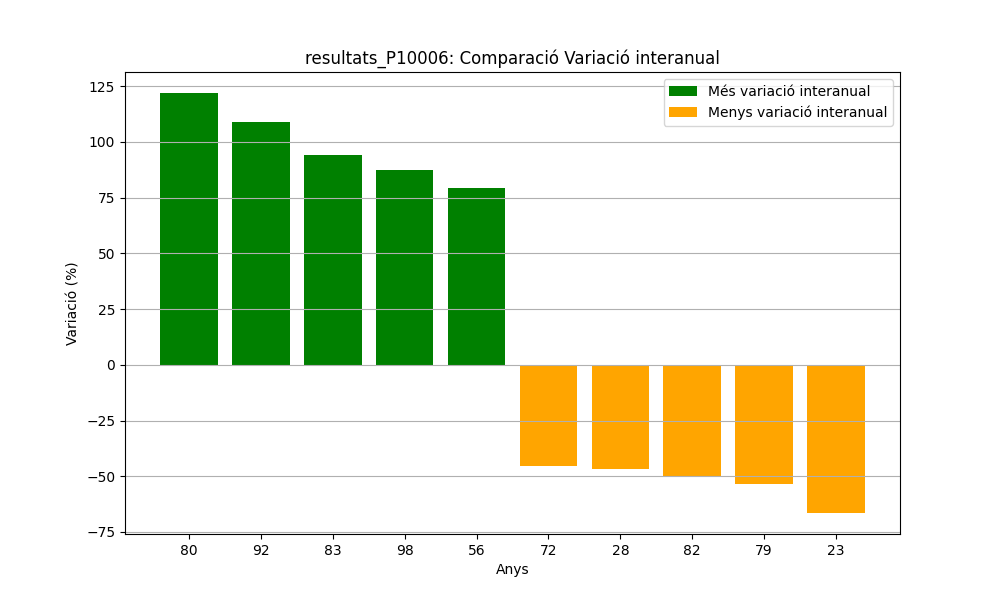 resultats_P10006: Comparació Variació interanual
Més variació interanual
Menys variació interanual
Variació (%)
125
100
75
50
25
0
−25
−50
−75
80 92 83 98 56 72 28 82 79 23
Anys